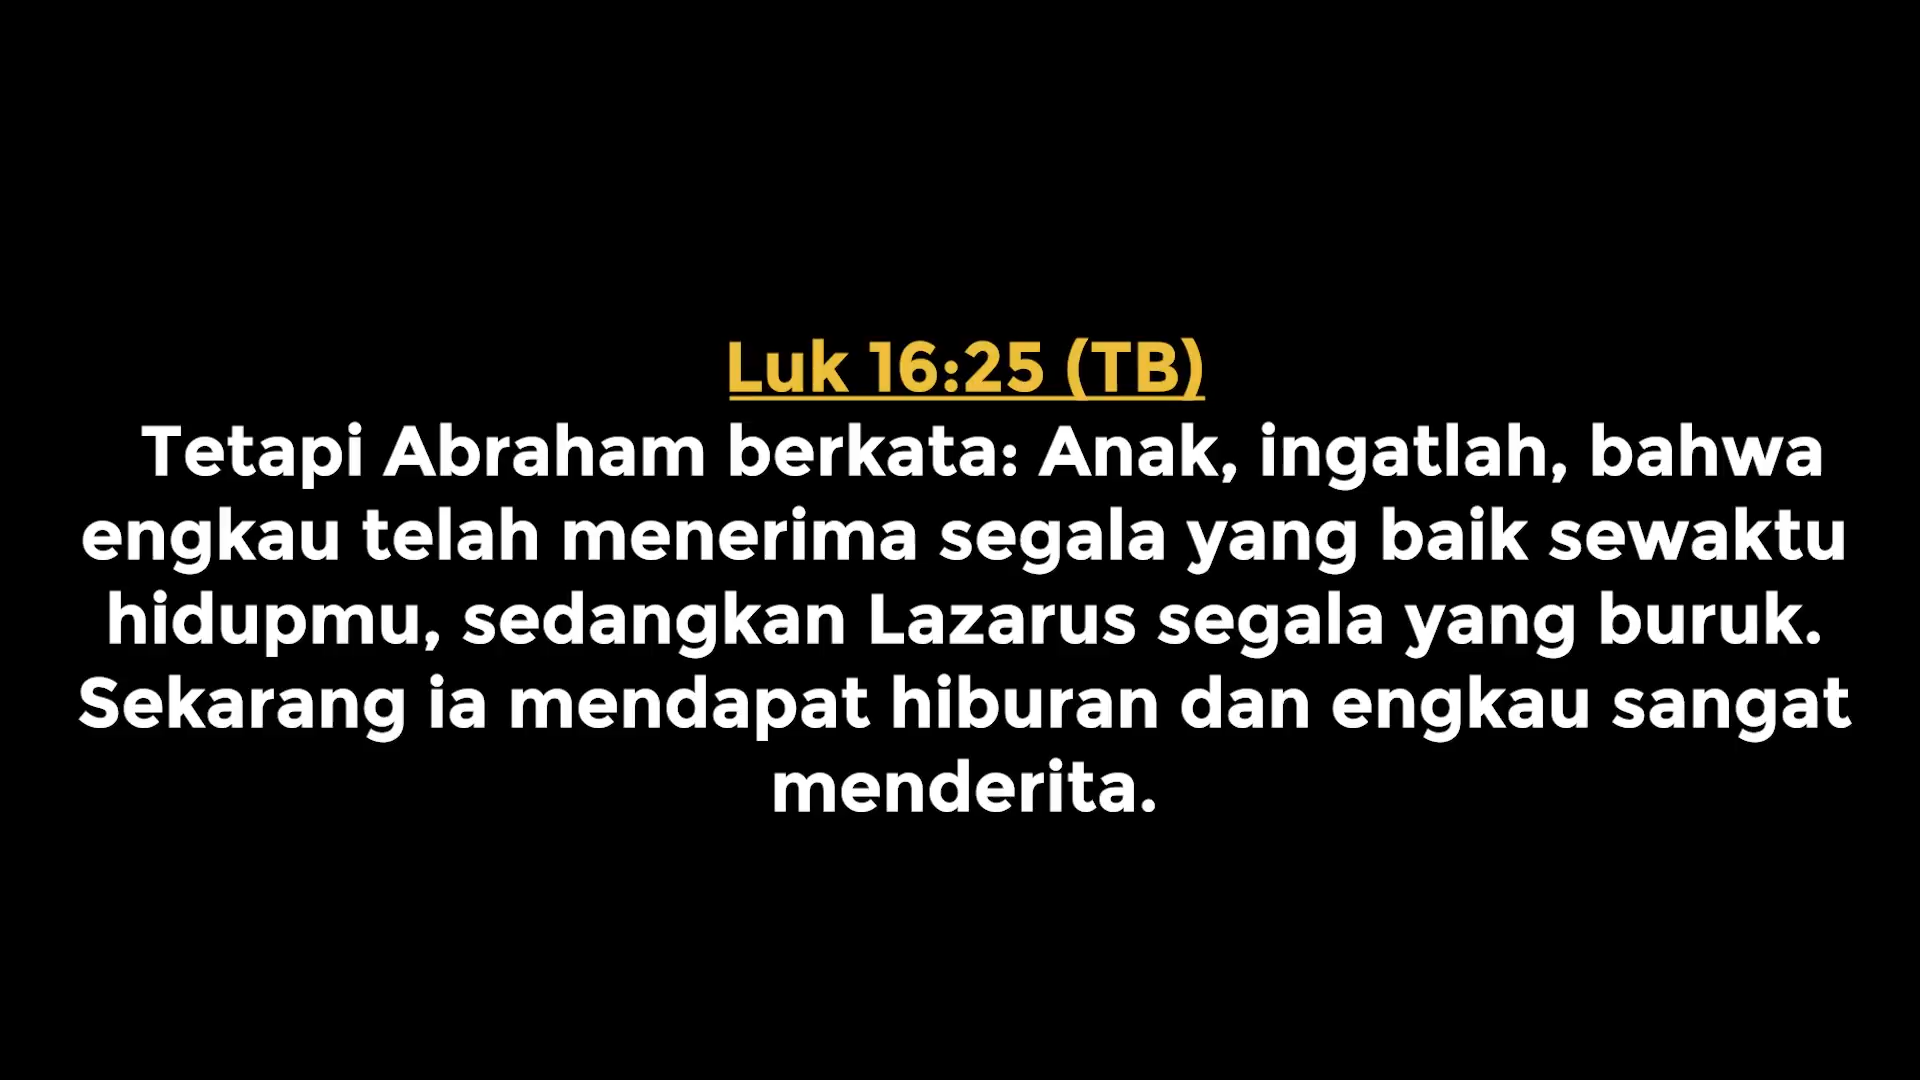 Luk 16:25 (TB)
Tetapi Abraham berkata: Anak, ingatlah, bahwa
engkau telah menerima segala yang baik sewaktu
hidupmu, sedangkan Lazarus segala yang buruk.
Sekarang ia mendapat hiburan dan engkau sangat
menderita.